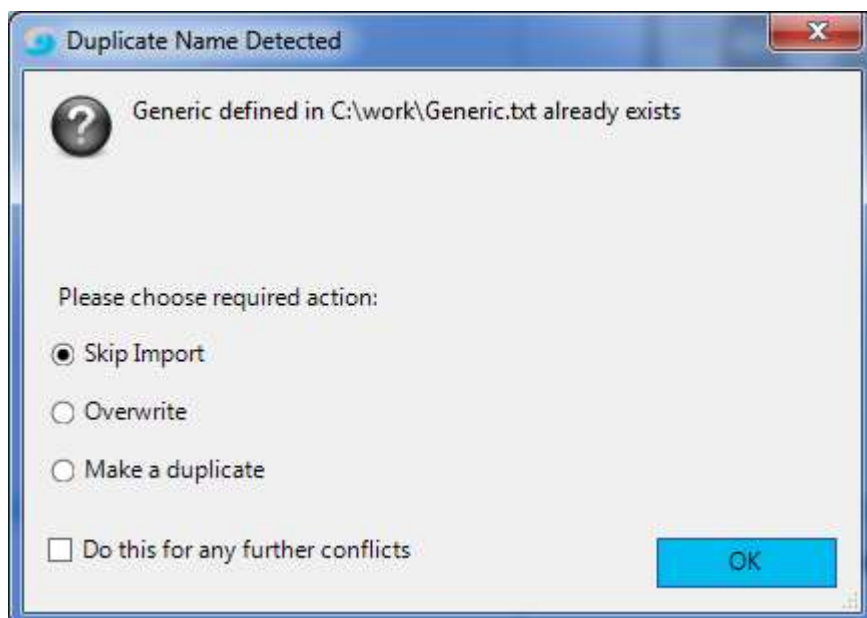 Duplicate Name Detected
Generic defined in C:\work\Generic.txt already exists
Please choose required action:
Skip Import
Overwrite
Make a duplicate
Do this for any further conflicts
OK